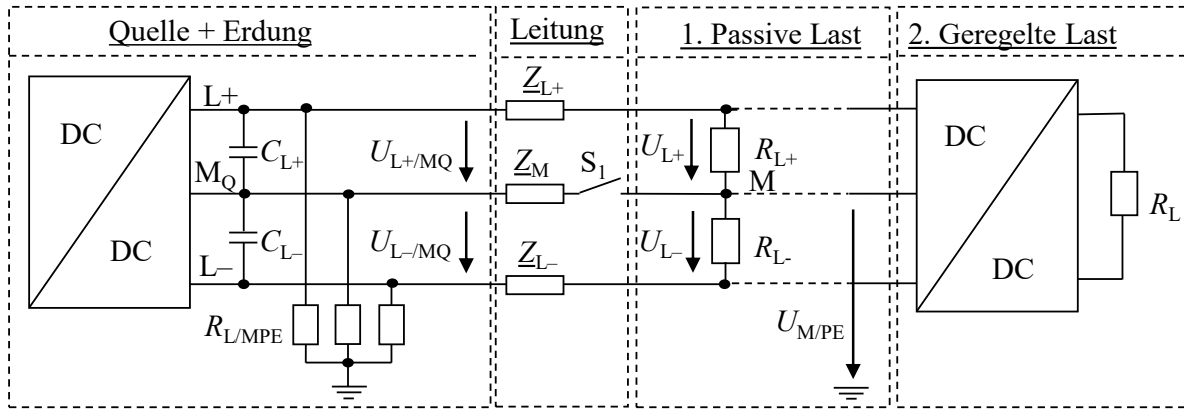 Quelle + Erdung
Leitung
1. Passive Last
2. Geregelte Last
L+
Z_L+
DC
C_L+
U_L+/MQ
U_L+
R_L+
DC
M_Q
Z_M
S_1
M
R_L
DC
C_L−
U_L−/MQ
U_L−
R_L-
DC
L−
Z_L−
R_L/MPE
U_M/PE